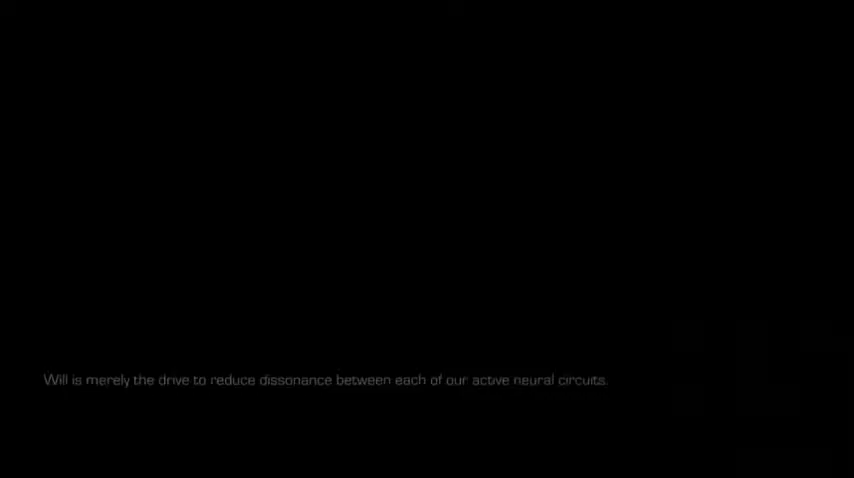 Will is merely the drive to reduce dissonance between each of our active neural circuits.